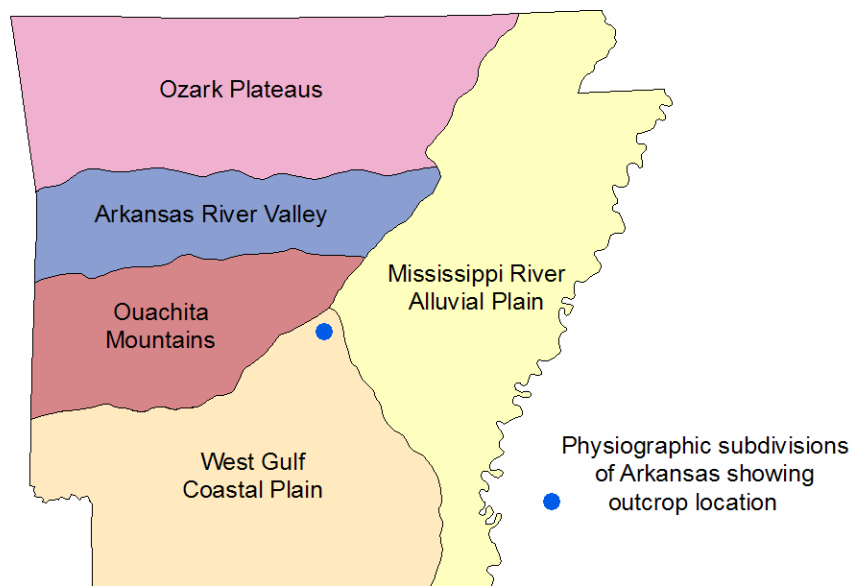 Ozark Plateaus
Arkansas River Valley
Mississippi River
Alluvial Plain
Ouachita
Mountains
West Gulf
Coastal Plain
Physiographic subdivisions
of Arkansas showing
outcrop location